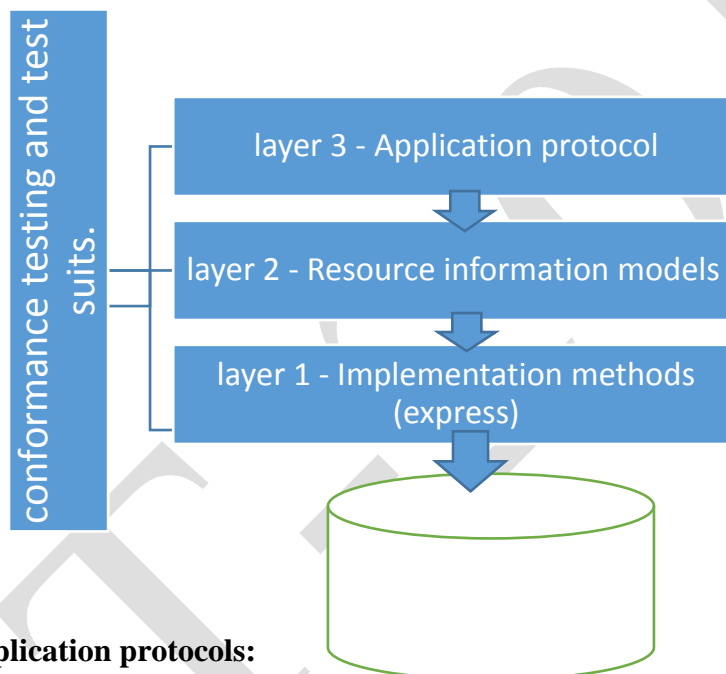 conformance testing and test
suits.
layer 3 - Application protocol
layer 2 - Resource information models
layer 1 - Implementation methods
(express)
plication protocols: